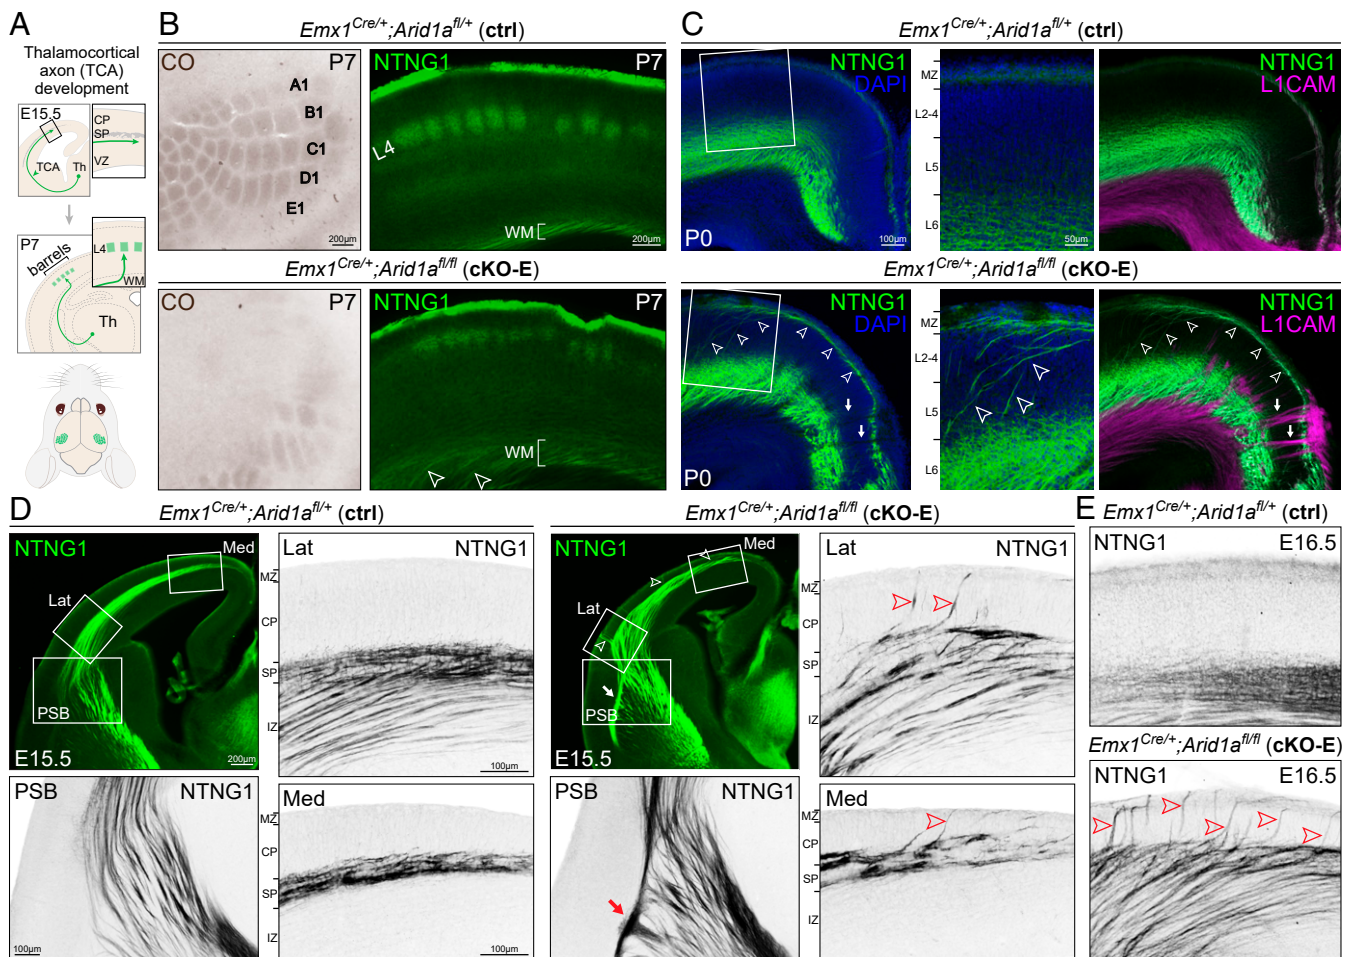 A
Thalamocortical
axon (TCA)
development
E15.5
CP
SP
VZ
TCA
Th
P7
barrels
L4
WM
Th
B
Emx1Cre/+;Arid1afl/+ (ctrl)
CO
P7
A1
B1
C1
D1
E1
200µm
NTNG1
P7
L4
WM
200µm
Emx1Cre/+;Arid1afl/fl (cKO-E)
CO
P7
NTNG1
P7
WM
C
Emx1Cre/+;Arid1afl/+ (ctrl)
NTNG1
DAPI
P0
100µm
MZ
L2-4
L5
L6
50µm
NTNG1
L1CAM
Emx1Cre/+;Arid1afl/fl (cKO-E)
NTNG1
DAPI
P0
MZ
L2-4
L5
L6
NTNG1
L1CAM
D
Emx1Cre/+;Arid1afl/+ (ctrl)
NTNG1
Med
Lat
PSB
E15.5
200µm
Lat
NTNG1
MZ
CP
SP
IZ
100µm
PSB
NTNG1
100µm
Med
MZ
CP
SP
IZ
100µm
Emx1Cre/+;Arid1afl/fl (cKO-E)
NTNG1
Med
Lat
PSB
E15.5
Lat
NTNG1
MZ
CP
SP
IZ
PSB
NTNG1
Med
MZ
CP
SP
IZ
E
Emx1Cre/+;Arid1afl/+ (ctrl)
NTNG1
E16.5
Emx1Cre/+;Arid1afl/fl (cKO-E)
NTNG1
E16.5